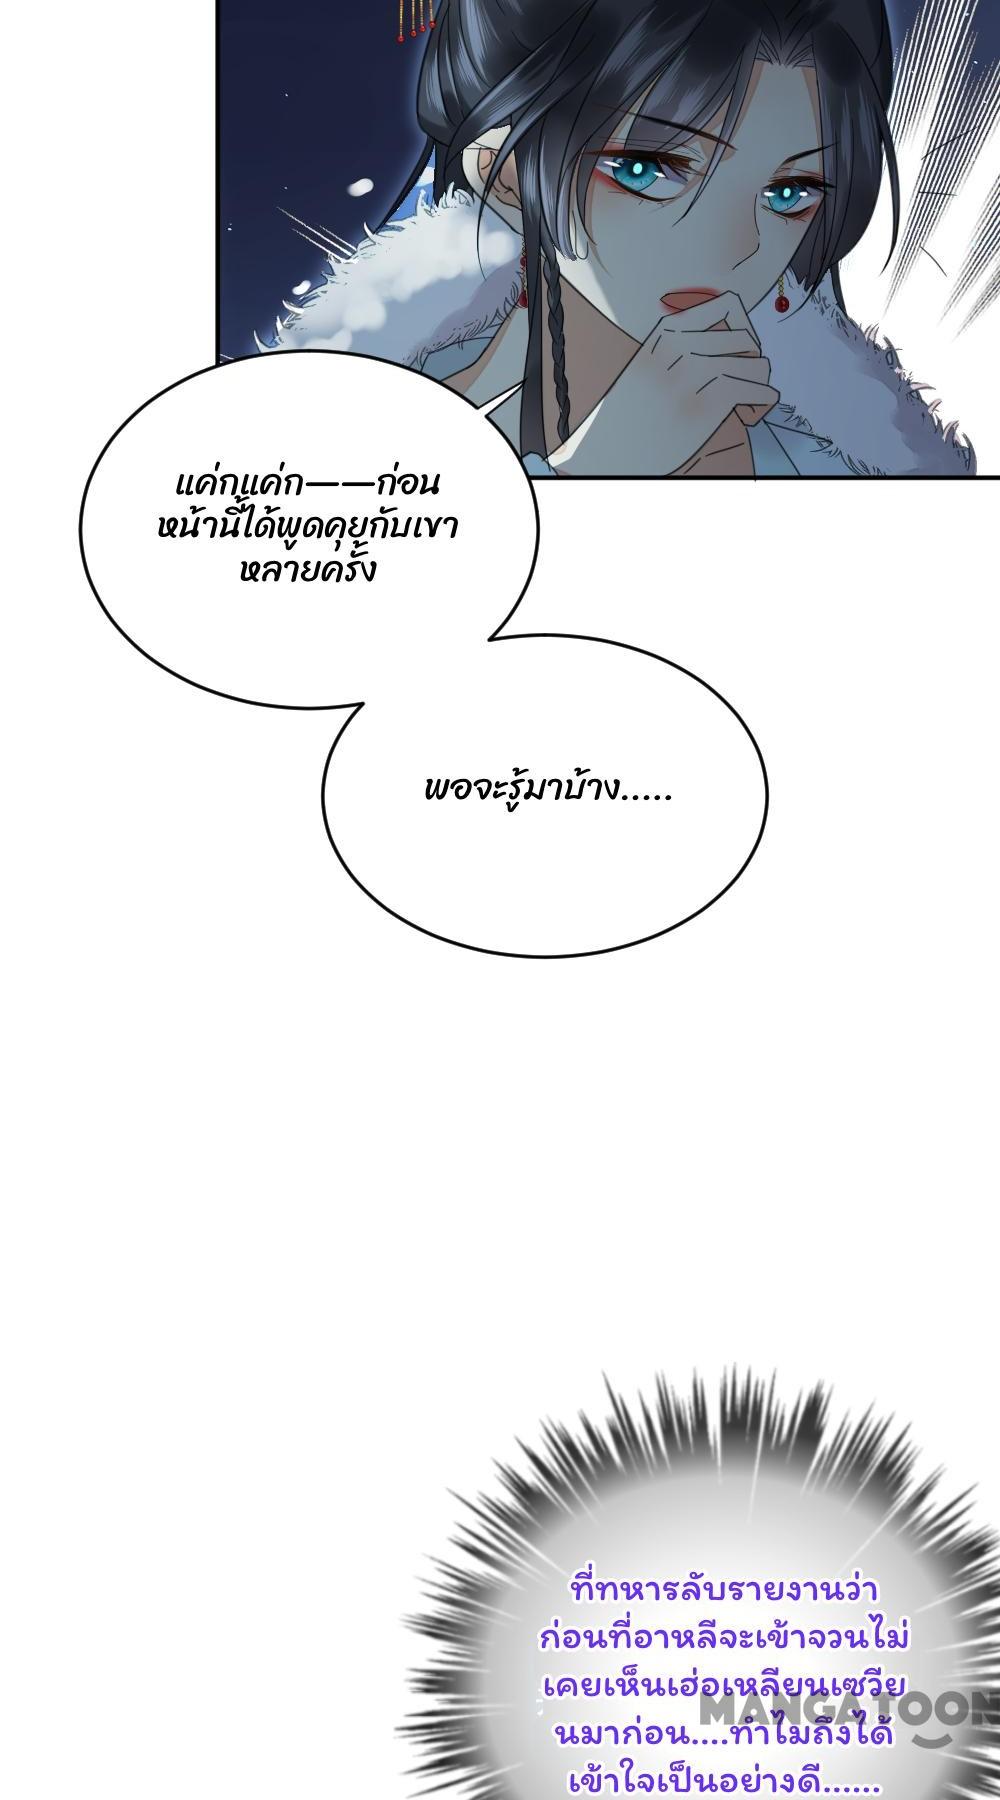 แค่กแค่ก——ก่อน
หน้านี้ได้พูดคุยกับเขา
หลายครั้ง
พอจะรู้มาบ้าง.....
ที่ทหารลับรายงานว่า
ก่อนที่อาหลีจะเข้าจวนไม่
เคยเห็นเฮ่อเหลียนเซวีย
นมาก่อน....ทำไมถึงได้
เข้าใจเป็นอย่างดี......
MANGATOON